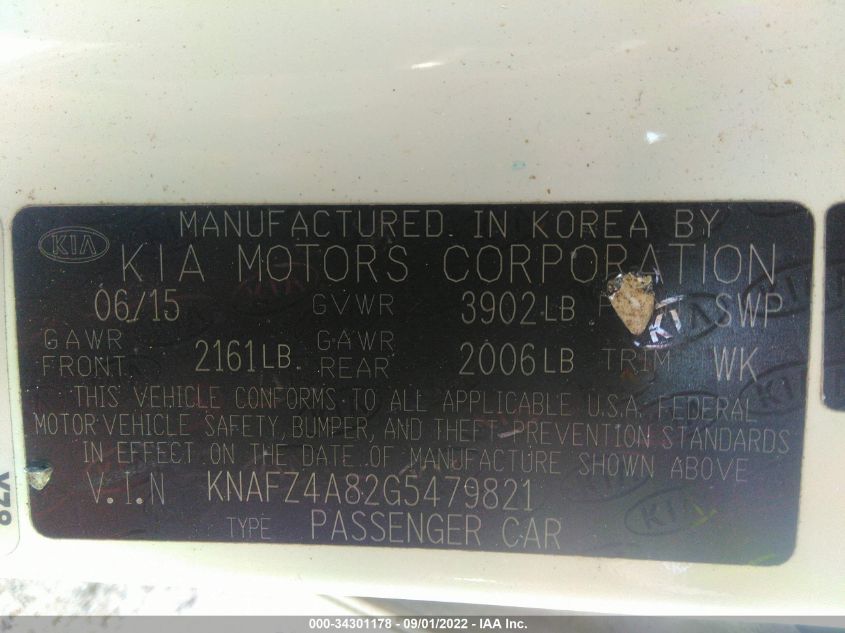 MANUFACTURED IN KOREA BY
KIA
KIA MOTORS CORPORATION
06/15 GVWR 3902LB SWP
GAWR FRONT 2161LB. GAWR REAR 2006LB TRIM WK
THIS VEHICLE CONFORMS TO ALL APPLICABLE U.S.A. FEDERAL
MOTOR VEHICLE SAFETY, BUMPER, AND THEFT PREVENTION STANDARDS
IN EFFECT ON THE DATE OF MANUFACTURE SHOWN ABOVE
V.I.N KNAFZ4A82G5479821
TYPE PASSENGER CAR
000-34301178 - 09/01/2022 - © IAA, Inc.